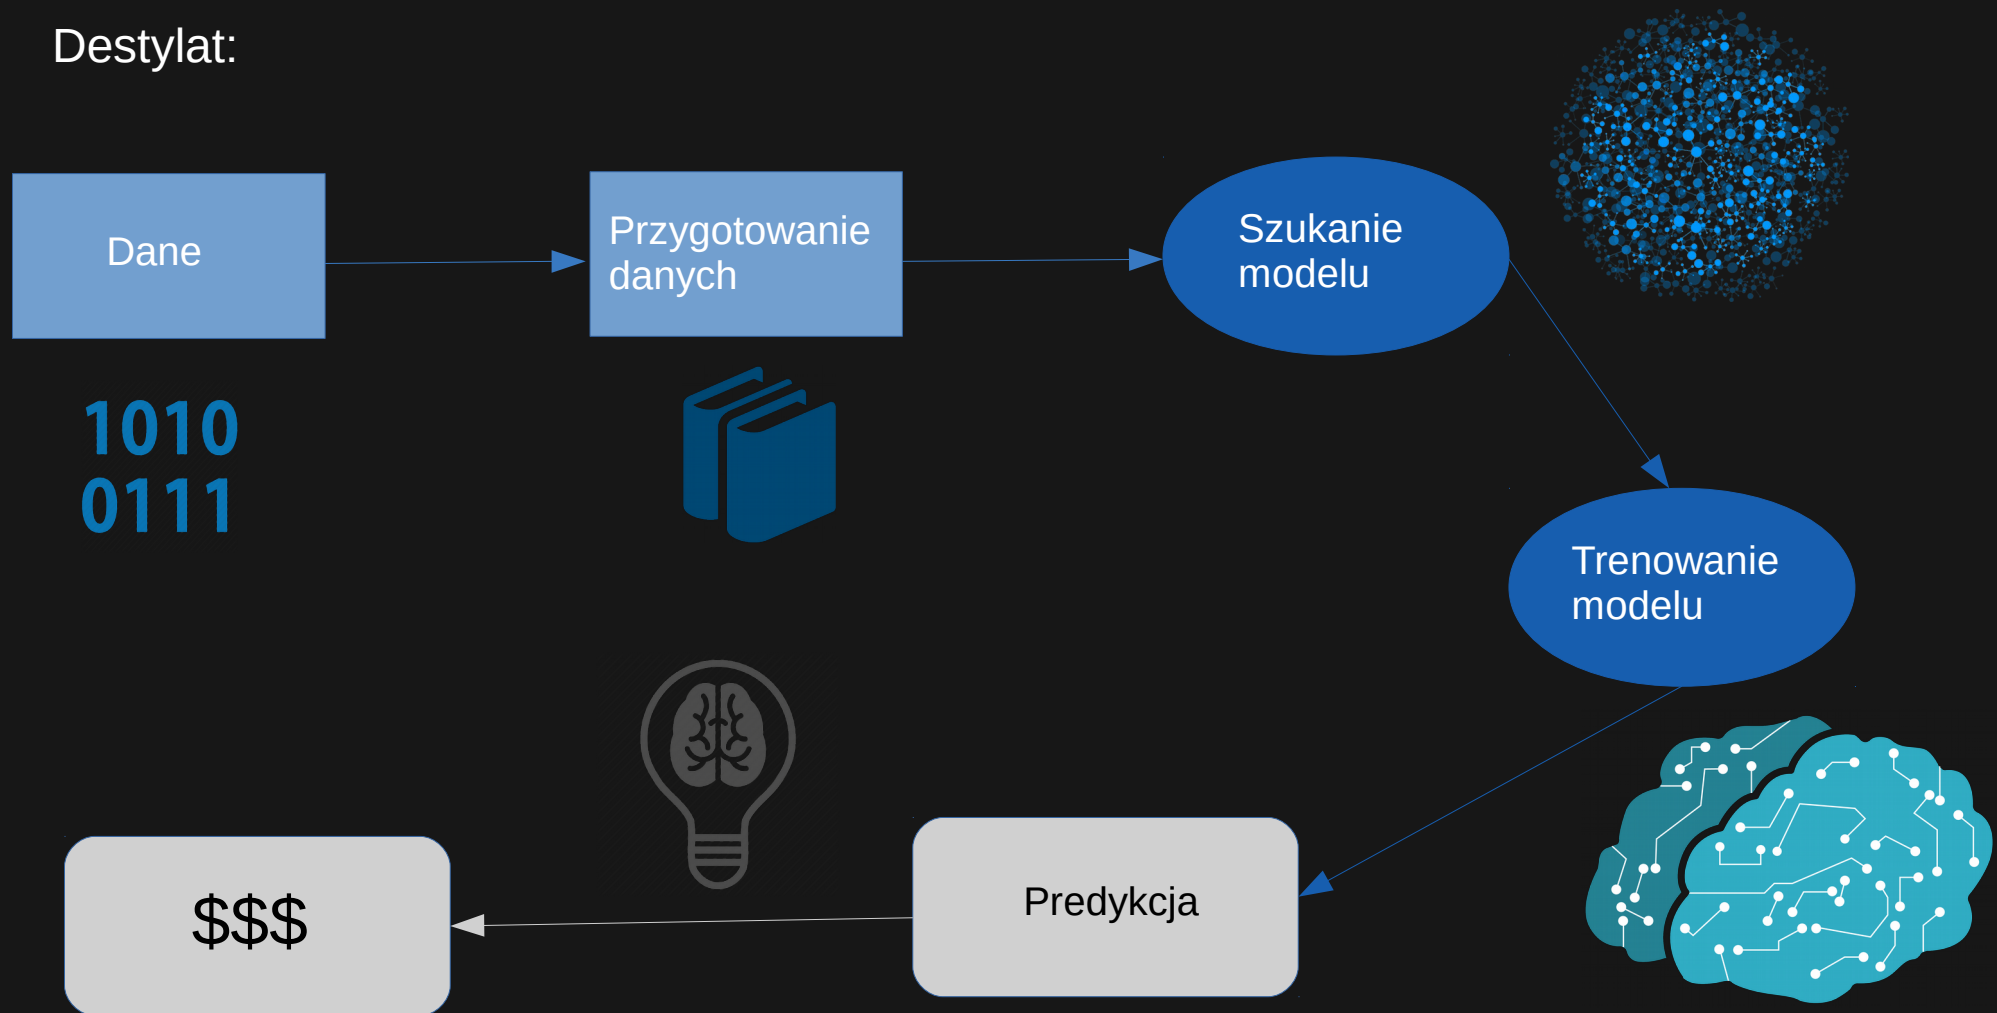 Destylat:
Dane
Przygotowanie
danych
Szukanie
modelu
1010
0111
Trenowanie
modelu
Predykcja
$$$